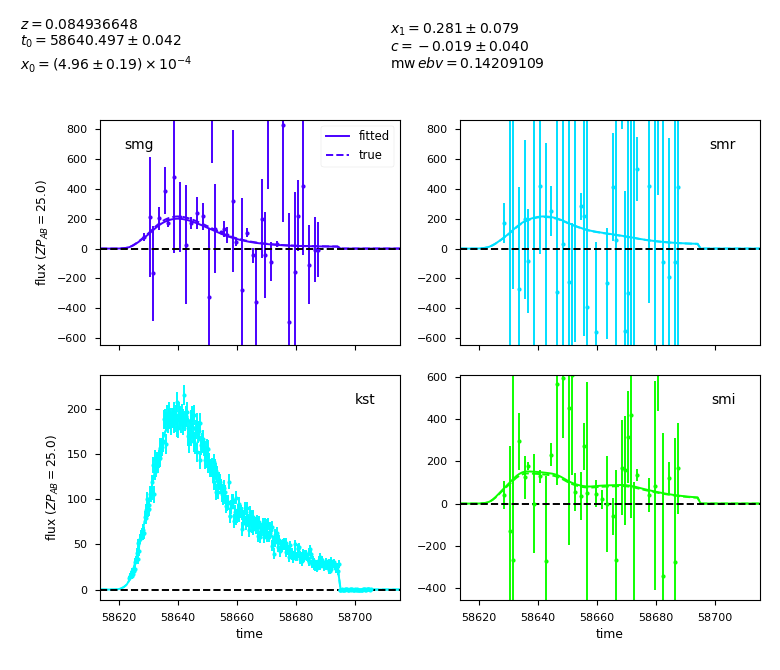 z = 0.084936648
t₀ = 58640.497 ± 0.042
x₀ = (4.96 ± 0.19) × 10⁻⁴
x₁ = 0.281 ± 0.079
c = −0.019 ± 0.040
mw ebv = 0.14209109
smg
fitted
true
800
600
400
200
0
−200
−400
−600
flux (ZP_AB = 25.0)
smr
800
600
400
200
0
−200
−400
−600
kst
200
150
100
50
0
flux (ZP_AB = 25.0)
58620 58640 58660 58680 58700
time
smi
600
400
200
0
−200
−400
58620 58640 58660 58680 58700
time